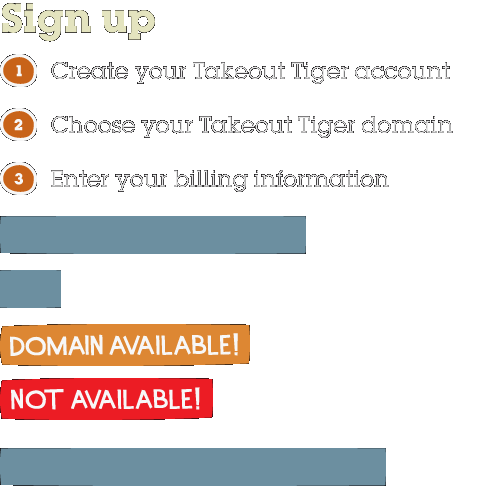 Sign up
1 Create your Takeout Tiger account
2 Choose your Takeout Tiger domain
3 Enter your billing information
DOMAIN AVAILABLE!
NOT AVAILABLE!